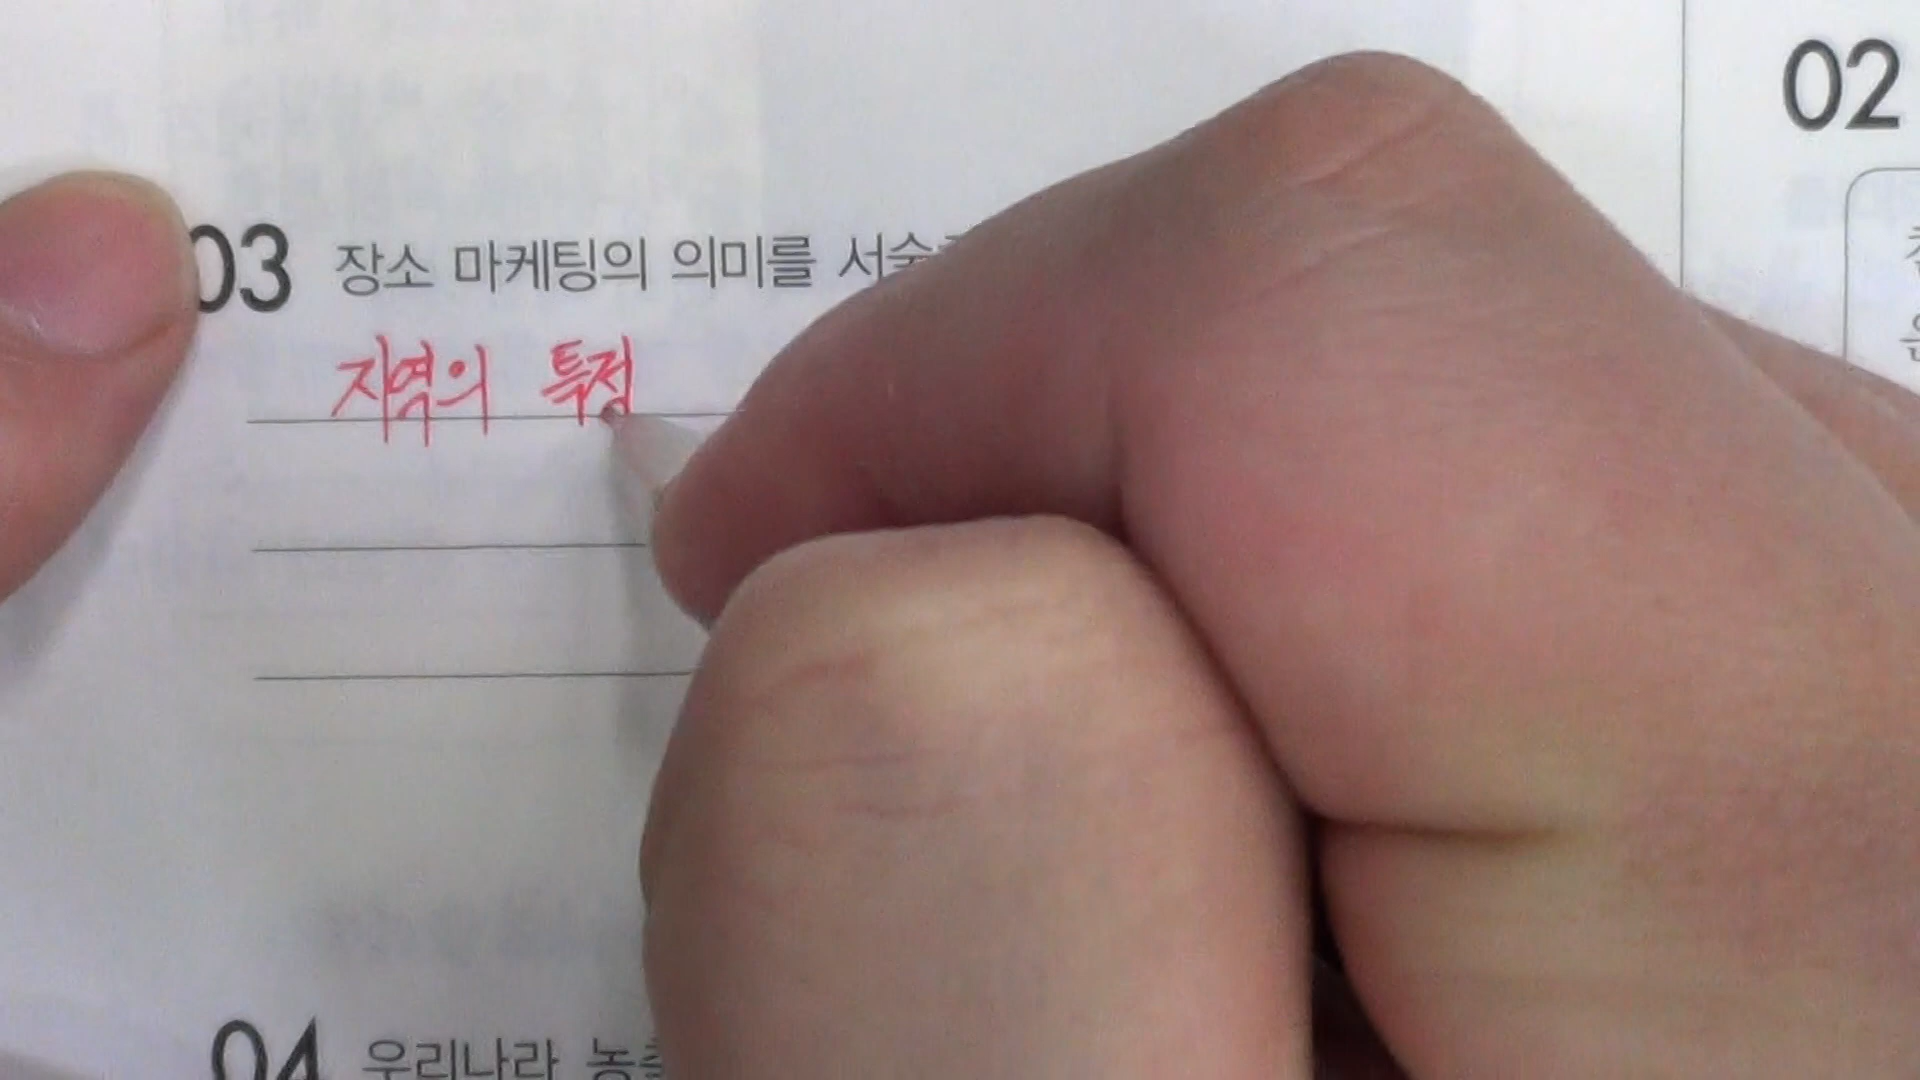 02
03 장소 마케팅의 의미를 서술
지역의 특정
04 우리나라 농